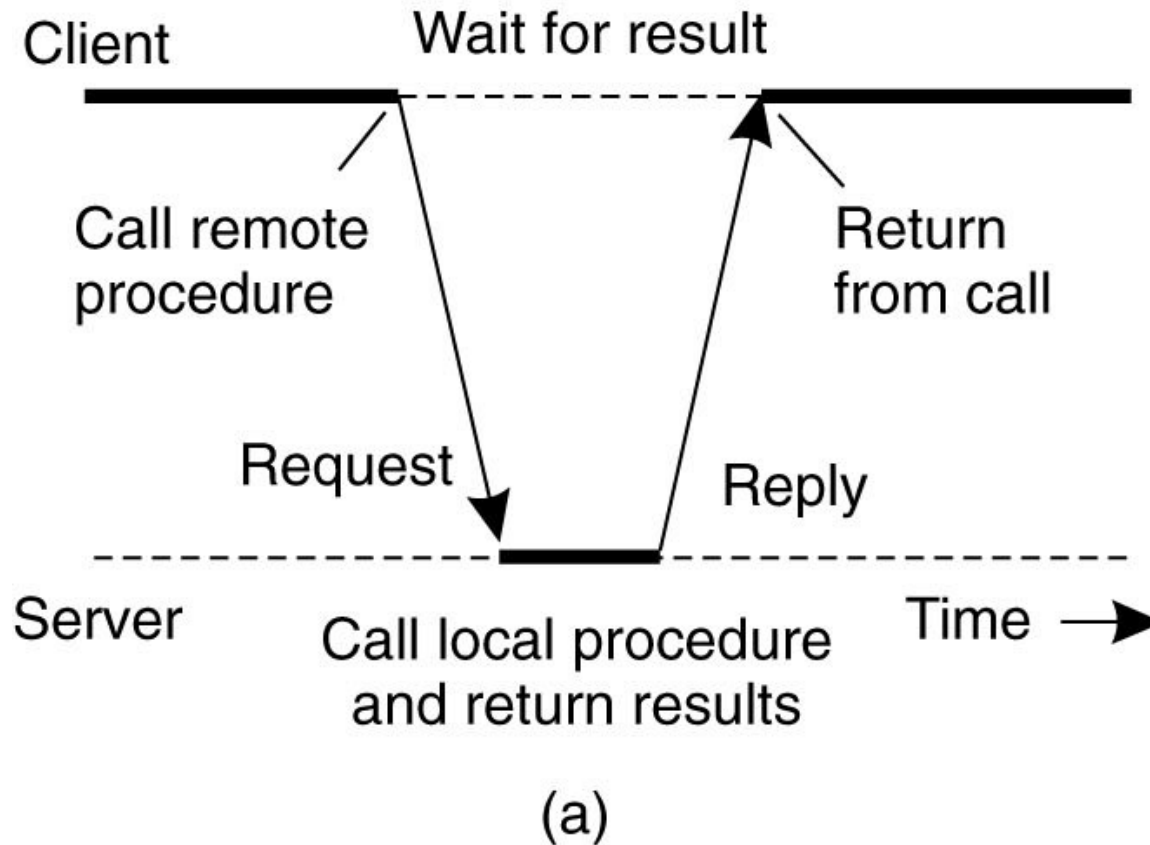 Client
Wait for result
Call remote
procedure
Return
from call
Request
Reply
Server
Call local procedure
and return results
Time
(a)